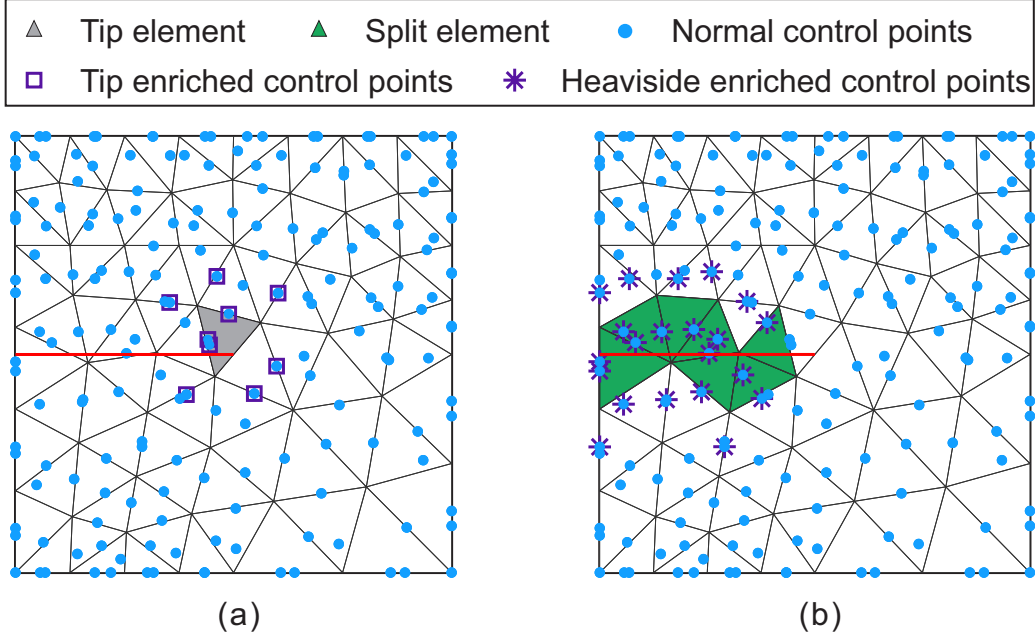 Tip element Split element Normal control points
Tip enriched control points Heaviside enriched control points
(a) (b)